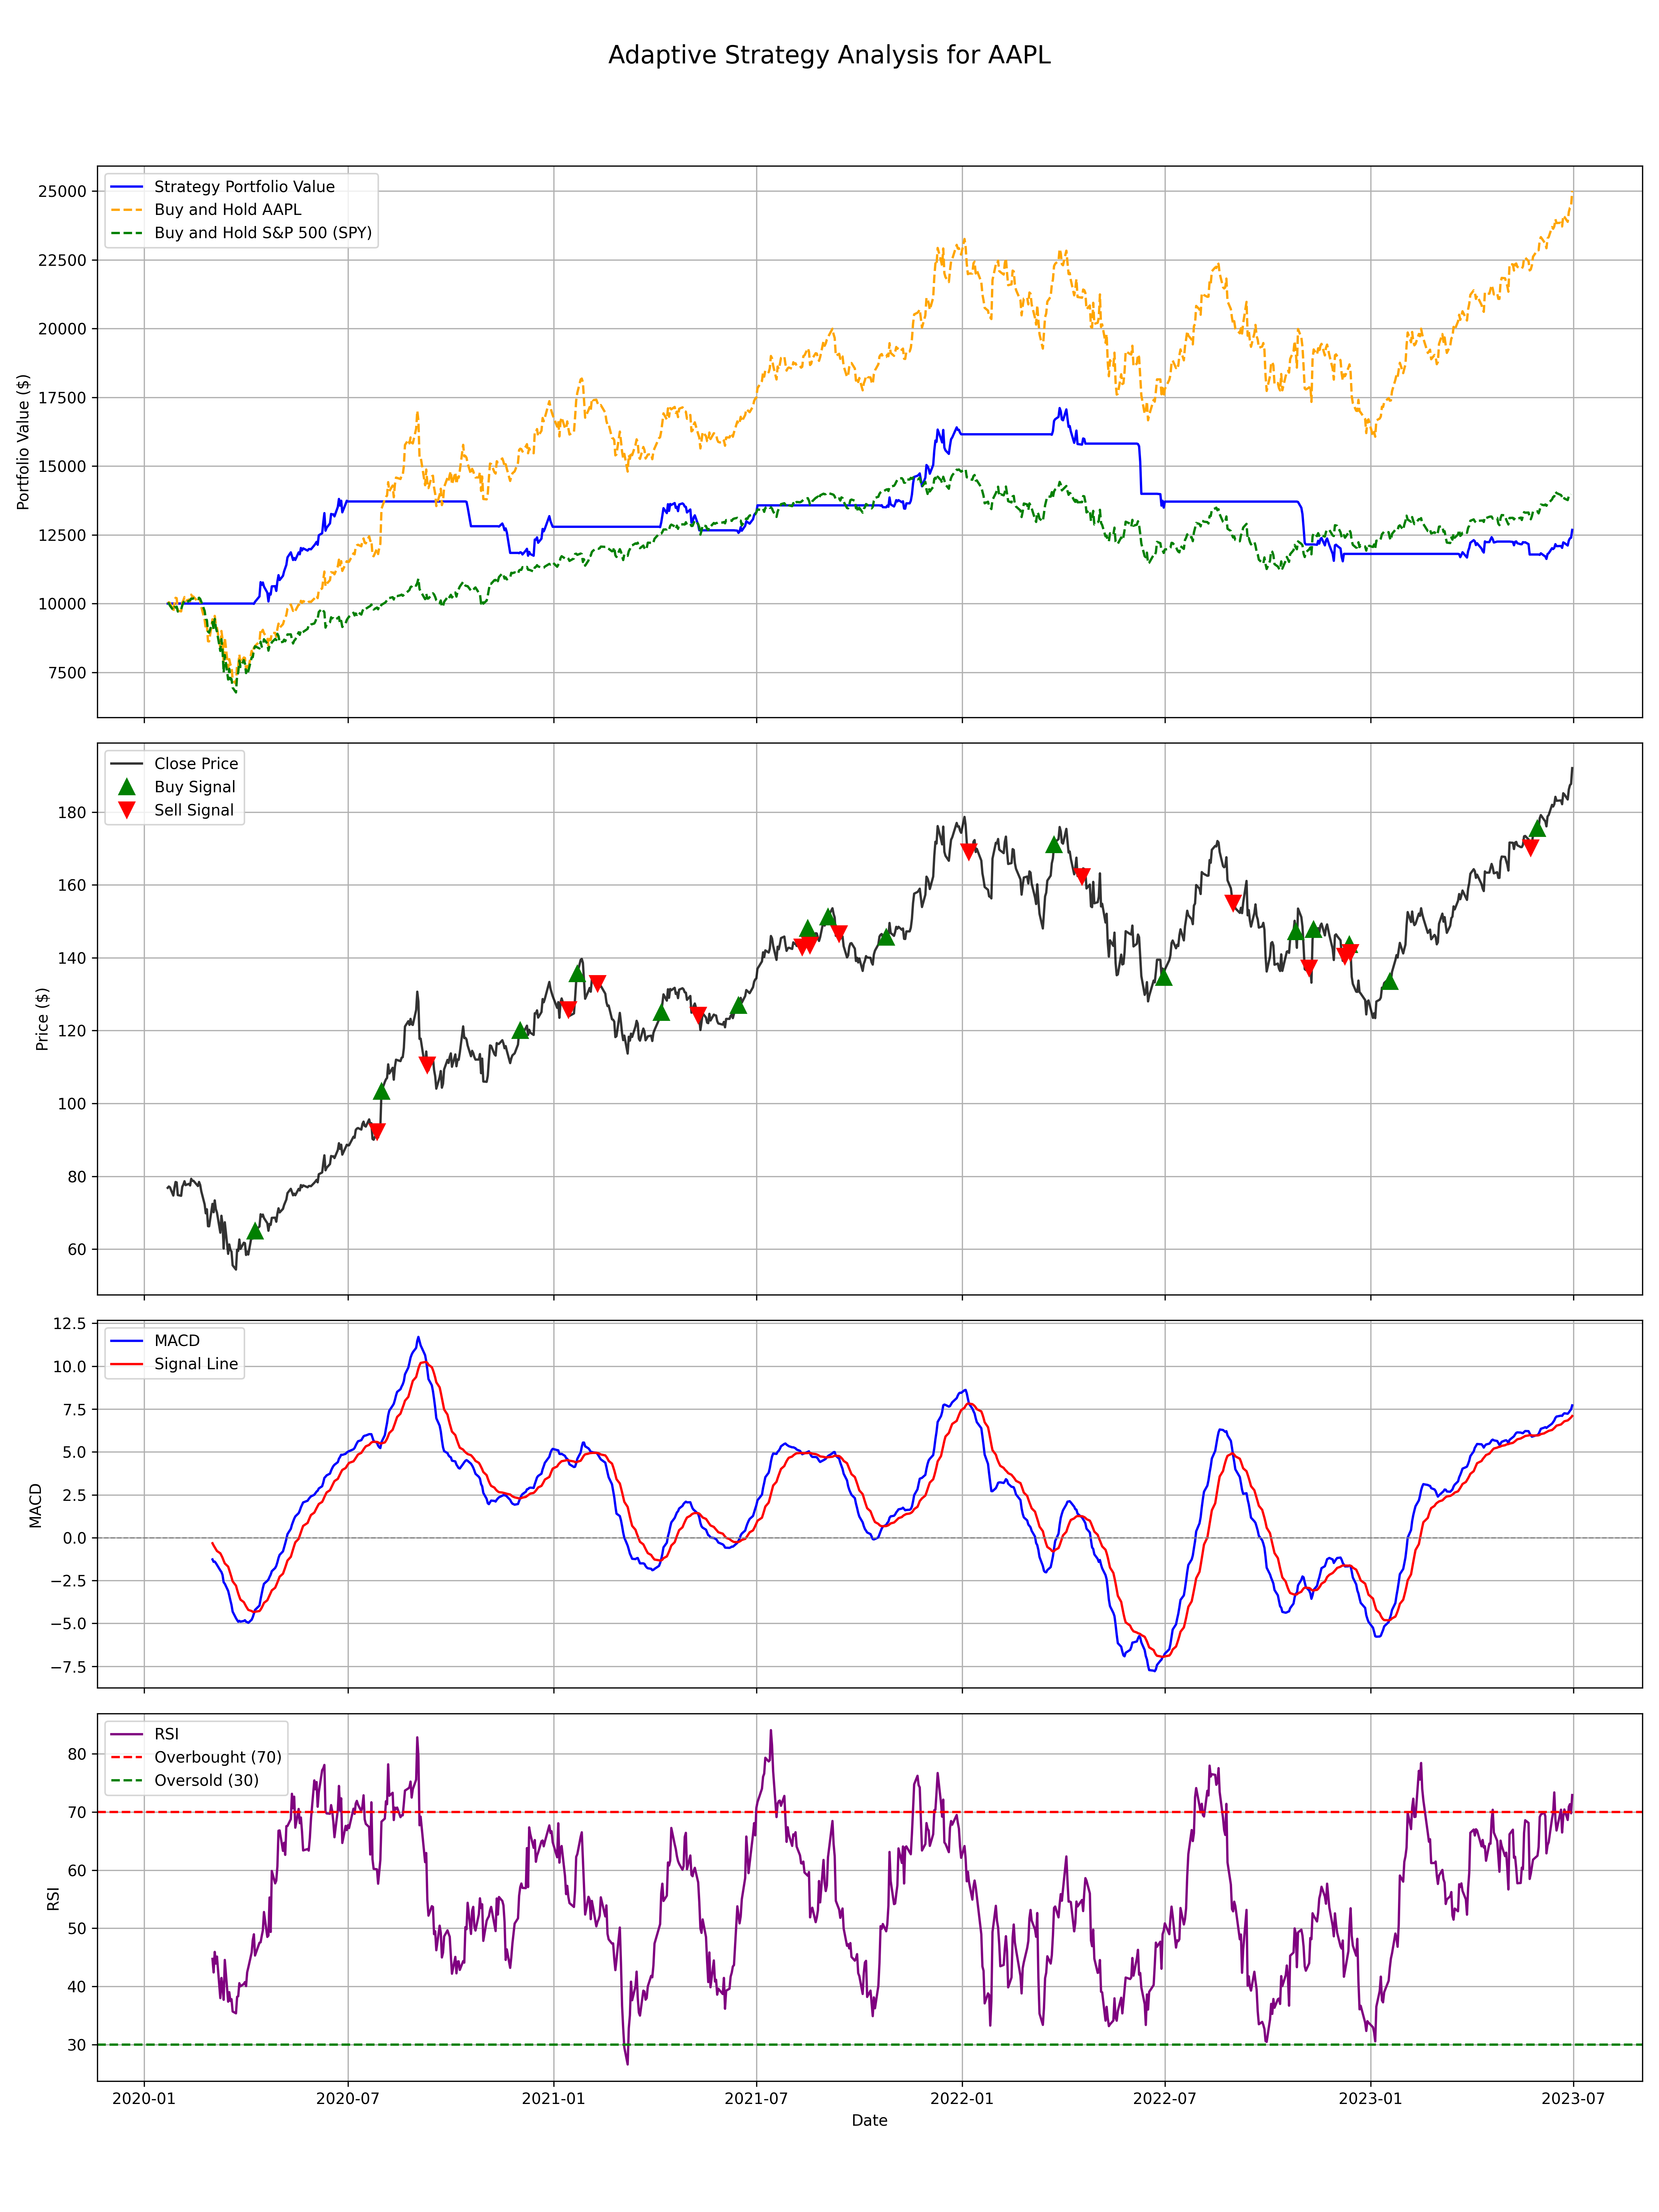 Adaptive Strategy Analysis for AAPL
Strategy Portfolio Value
Buy and Hold AAPL
Buy and Hold S&P 500 (SPY)
Portfolio Value ($)
25000
22500
20000
17500
15000
12500
10000
7500
Close Price
Buy Signal
Sell Signal
Price ($)
180
160
140
120
100
80
60
MACD
Signal Line
MACD
12.5
10.0
7.5
5.0
2.5
0.0
−2.5
−5.0
−7.5
RSI
Overbought (70)
Oversold (30)
RSI
80
70
60
50
40
30
2020-01
2020-07
2021-01
2021-07
2022-01
2022-07
2023-01
2023-07
Date